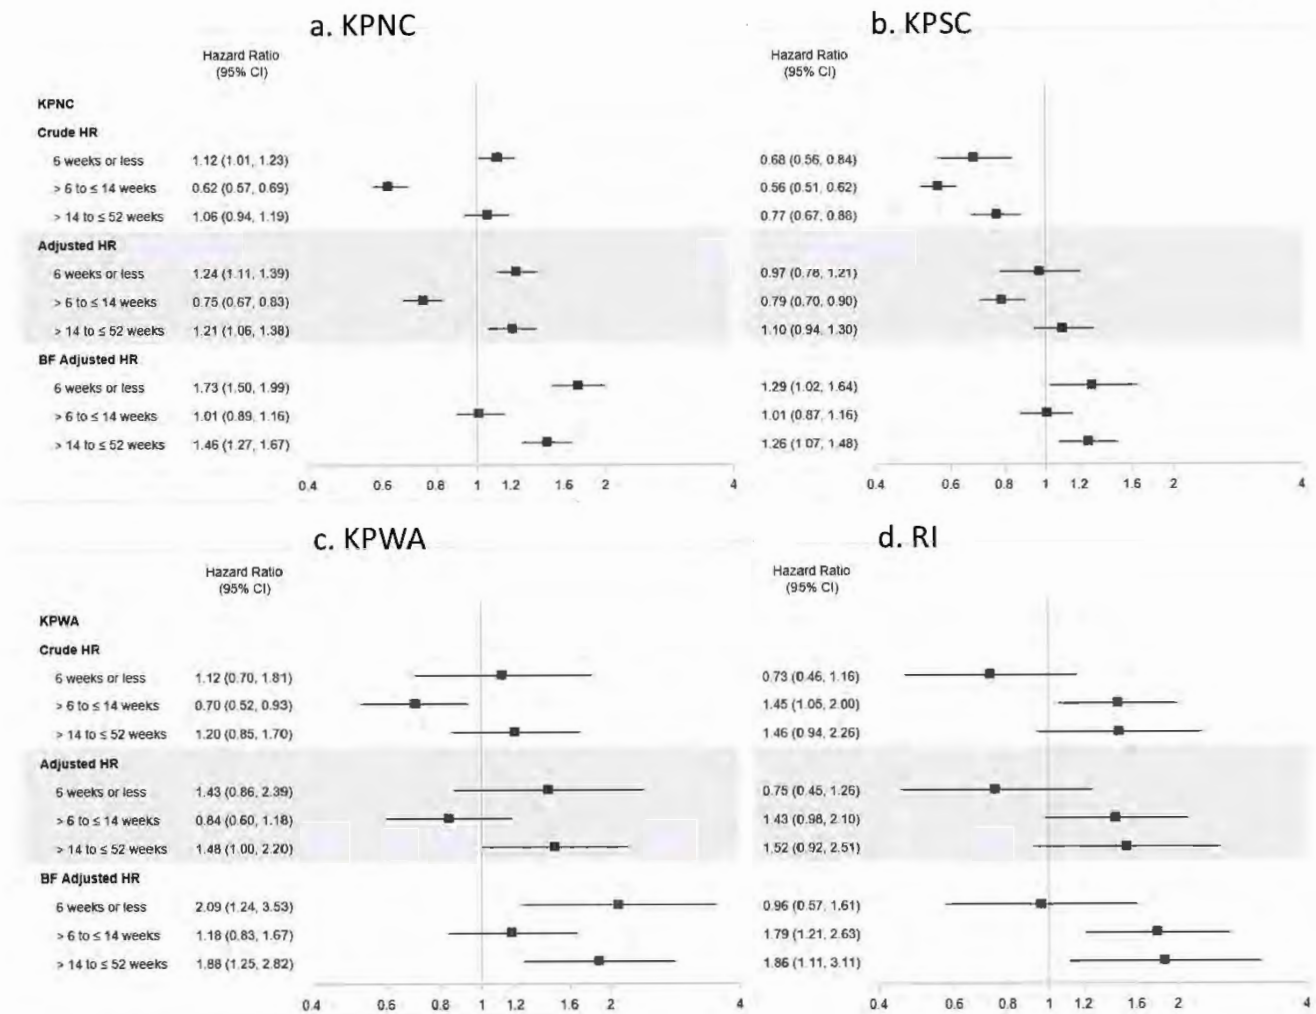 a. KPNC
Hazard Ratio
(95% CI)
KPNC
Crude HR
6 weeks or less 1.12 (1.01, 1.23)
> 6 to ≤ 14 weeks 0.62 (0.57, 0.69)
> 14 to ≤ 52 weeks 1.06 (0.94, 1.19)
Adjusted HR
6 weeks or less 1.24 (1.11, 1.39)
> 6 to ≤ 14 weeks 0.75 (0.67, 0.83)
> 14 to ≤ 52 weeks 1.21 (1.06, 1.38)
BF Adjusted HR
6 weeks or less 1.73 (1.50, 1.99)
> 6 to ≤ 14 weeks 1.01 (0.89, 1.16)
> 14 to ≤ 52 weeks 1.46 (1.27, 1.67)
0.4 0.6 0.8 1 1.2 1.6 2 4
b. KPSC
Hazard Ratio
(95% CI)
0.68 (0.56, 0.84)
0.56 (0.51, 0.62)
0.77 (0.67, 0.88)
0.97 (0.78, 1.21)
0.79 (0.70, 0.90)
1.10 (0.94, 1.30)
1.29 (1.02, 1.64)
1.01 (0.87, 1.16)
1.26 (1.07, 1.48)
0.4 0.6 0.8 1 1.2 1.6 2 4
c. KPWA
Hazard Ratio
(95% CI)
KPWA
Crude HR
6 weeks or less 1.12 (0.70, 1.81)
> 6 to ≤ 14 weeks 0.70 (0.52, 0.93)
> 14 to ≤ 52 weeks 1.20 (0.85, 1.70)
Adjusted HR
6 weeks or less 1.43 (0.86, 2.39)
> 6 to ≤ 14 weeks 0.84 (0.60, 1.18)
> 14 to ≤ 52 weeks 1.48 (1.00, 2.20)
BF Adjusted HR
6 weeks or less 2.09 (1.24, 3.53)
> 6 to ≤ 14 weeks 1.18 (0.83, 1.67)
> 14 to ≤ 52 weeks 1.88 (1.25, 2.82)
0.4 0.6 0.8 1 1.2 1.6 2 4
d. RI
Hazard Ratio
(95% CI)
0.73 (0.46, 1.16)
1.45 (1.05, 2.00)
1.46 (0.94, 2.26)
0.75 (0.45, 1.26)
1.43 (0.98, 2.10)
1.52 (0.92, 2.51)
0.96 (0.57, 1.61)
1.79 (1.21, 2.63)
1.86 (1.11, 3.11)
0.4 0.6 0.8 1 1.2 1.6 2 4